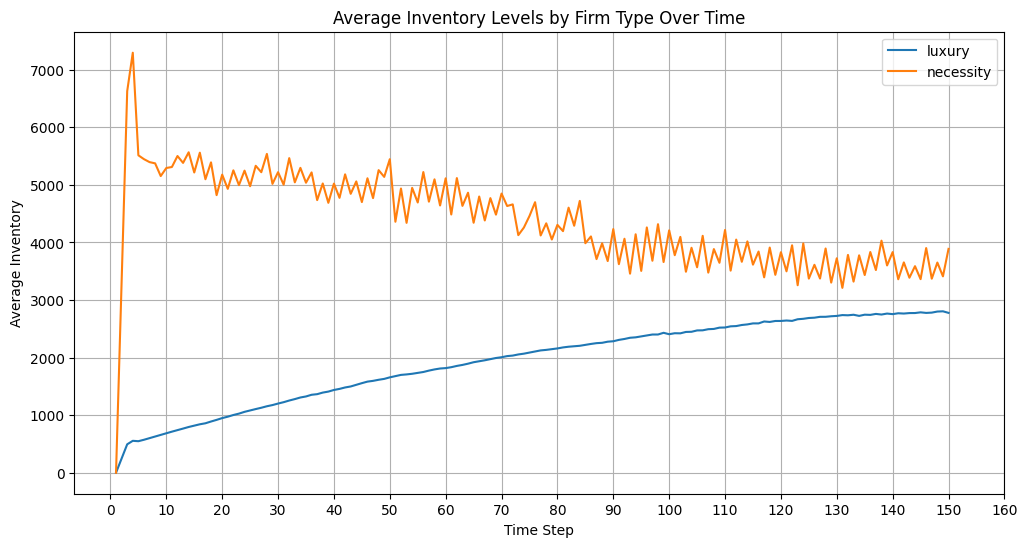 Average Inventory Levels by Firm Type Over Time
luxury
necessity
Average Inventory
7000
6000
5000
4000
3000
2000
1000
0
0 10 20 30 40 50 60 70 80 90 100 110 120 130 140 150 160
Time Step